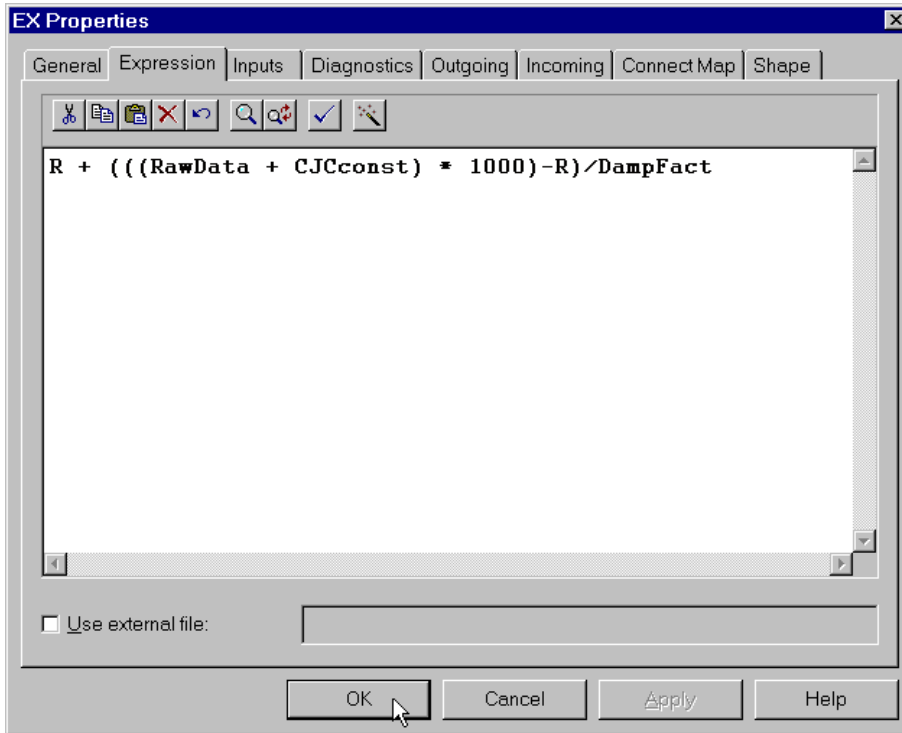 EX Properties
General Expression Inputs Diagnostics Outgoing Incoming Connect Map Shape
R + (((RawData + CJCconst) * 1000)-R)/DampFact
Use external file:
OK Cancel Apply Help